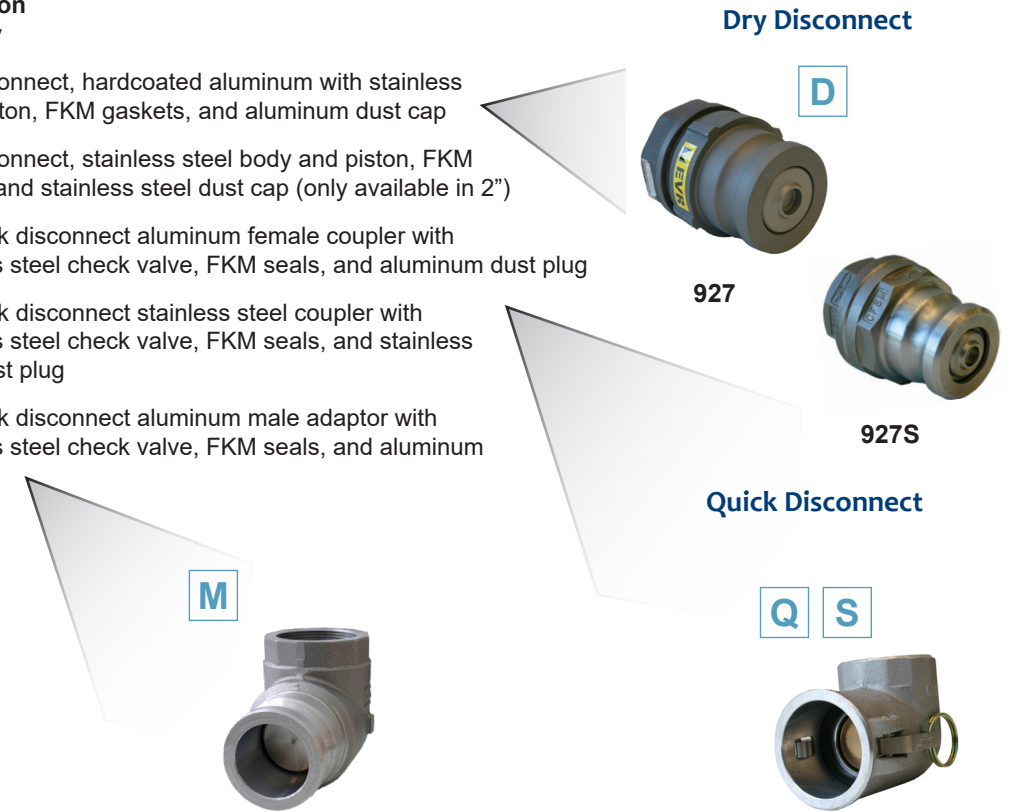 on
Dry Disconnect
onnect, hardcoated aluminum with stainless
ton, FKM gaskets, and aluminum dust cap
D
onnect, stainless steel body and piston, FKM
and stainless steel dust cap (only available in 2”)
EVR
k disconnect aluminum female coupler with
s steel check valve, FKM seals, and aluminum dust plug
927
CF8M
k disconnect stainless steel coupler with
s steel check valve, FKM seals, and stainless
st plug
k disconnect aluminum male adaptor with
s steel check valve, FKM seals, and aluminum
927S
Quick Disconnect
M
Q S